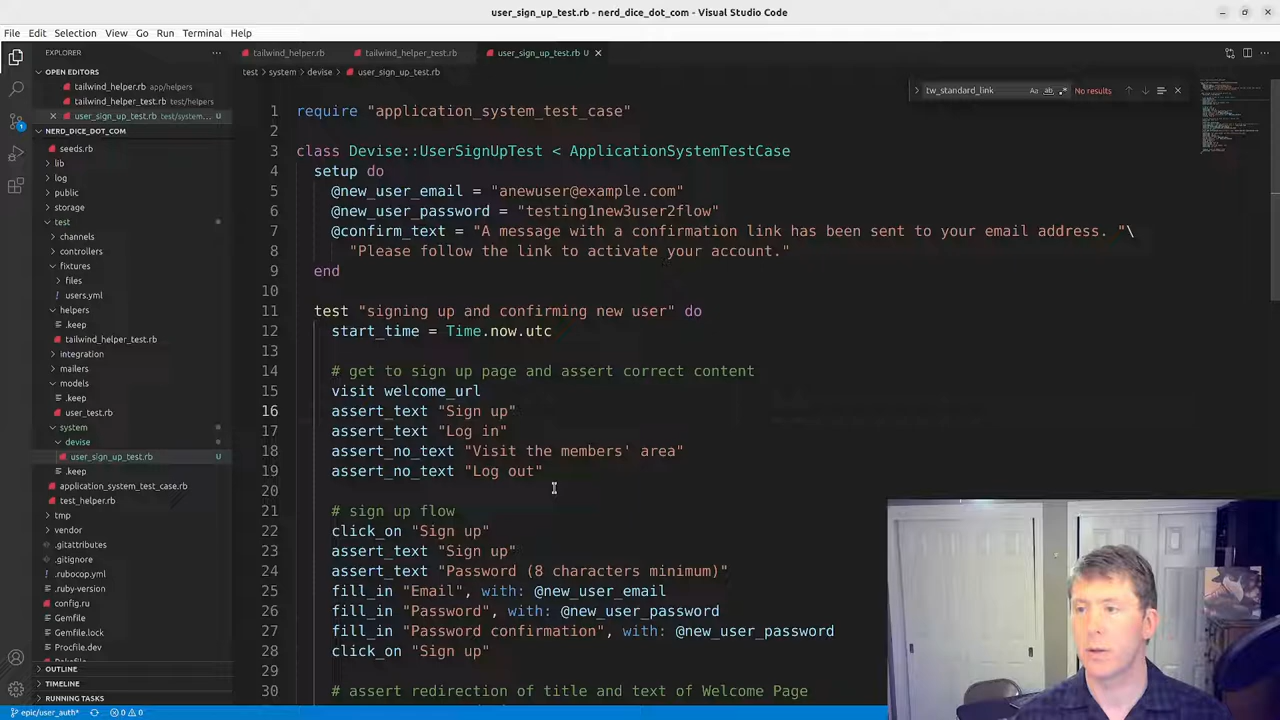 user_sign_up_test.rb - nerd_dice_dot_com - Visual Studio Code
File Edit Selection View Go Run Terminal Help
EXPLORER
tailwind_helper.rb
tailwind_helper_test.rb
user_sign_up_test.rb U
OPEN EDITORS
tailwind_helper.rb app/helpers
tailwind_helper_test.rb test/helpers
user_sign_up_test.rb test/system... U
NERD_DICE_DOT_COM
seeds.rb
lib
log
public
storage
test
channels
controllers
fixtures
files
users.yml
helpers
.keep
tailwind_helper_test.rb
integration
mailers
models
.keep
user_test.rb
system
devise
user_sign_up_test.rb U
.keep
application_system_test_case.rb
test_helper.rb
tmp
vendor
.gitattributes
.gitignore
.rubocop.yml
.ruby-version
config.ru
Gemfile
Gemfile.lock
Procfile.dev
OUTLINE
TIMELINE
RUNNING TASKS
test > system > devise > user_sign_up_test.rb
tw_standard_link
Aa ab .* No results
1 require "application_system_test_case"
2
3 class Devise::UserSignUpTest < ApplicationSystemTestCase
4 setup do
5 @new_user_email = "anewuser@example.com"
6 @new_user_password = "testing1new3user2flow"
7 @confirm_text = "A message with a confirmation link has been sent to your email address. "\
8 "Please follow the link to activate your account."
9 end
10
11 test "signing up and confirming new user" do
12 start_time = Time.now.utc
13
14 # get to sign up page and assert correct content
15 visit welcome_url
16 assert_text "Sign up"
17 assert_text "Log in"
18 assert_no_text "Visit the members' area"
19 assert_no_text "Log out"
20
21 # sign up flow
22 click_on "Sign up"
23 assert_text "Sign up"
24 assert_text "Password (8 characters minimum)"
25 fill_in "Email", with: @new_user_email
26 fill_in "Password", with: @new_user_password
27 fill_in "Password confirmation", with: @new_user_password
28 click_on "Sign up"
29
30 # assert redirection of title and text of Welcome Page
epic/user_auth* 0 0